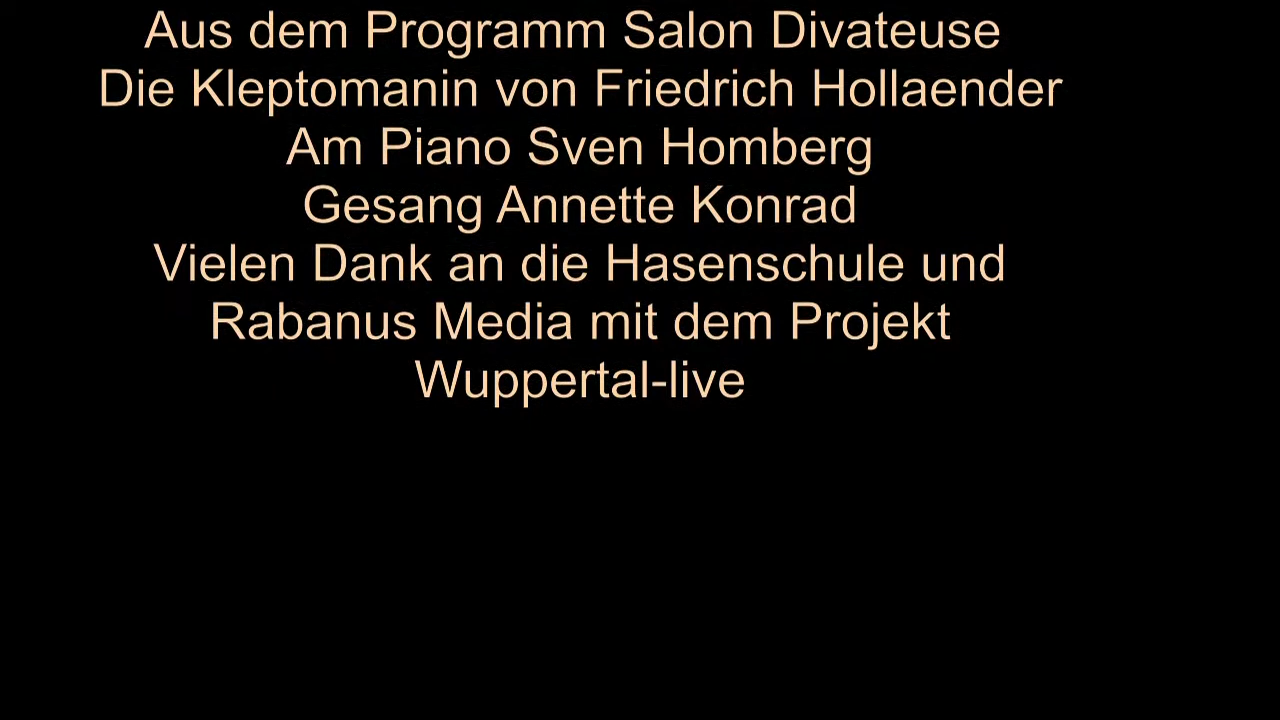 Aus dem Programm Salon Divateuse
Die Kleptomanin von Friedrich Hollaender
Am Piano Sven Homberg
Gesang Annette Konrad
Vielen Dank an die Hasenschule und
Rabanus Media mit dem Projekt
Wuppertal-live